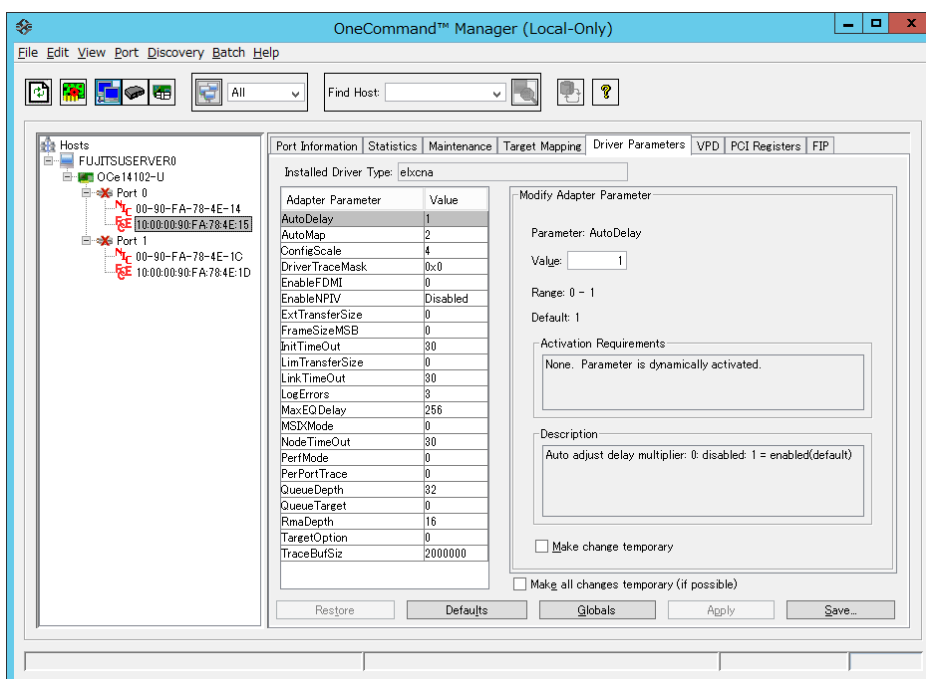 OneCommand™ Manager (Local-Only)
File Edit View Port Discovery Batch Help
All
Find Host:
Hosts
FUJITSUSERVER0
OCe14102-U
Port 0
NIC 00-90-FA-78-4E-14
FCoE 10:00:00:90:FA:78:4E:15
Port 1
NIC 00-90-FA-78-4E-1C
FCoE 10:00:00:90:FA:78:4E:1D
Port Information Statistics Maintenance Target Mapping Driver Parameters VPD PCI Registers FIP
Installed Driver Type: elxcna
Adapter Parameter Value
AutoDelay 1
AutoMap 2
ConfigScale 4
DriverTraceMask 0x0
EnableFDMI 0
EnableNPIV Disabled
ExtTransferSize 0
FrameSizeMSB 0
InitTimeOut 30
LimTransferSize 0
LinkTimeOut 30
LogErrors 3
MaxEQDelay 256
MSIXMode 0
NodeTimeOut 30
PerfMode 0
PerPortTrace 0
QueueDepth 32
QueueTarget 0
RmaDepth 16
TargetOption 0
TraceBufSiz 2000000
Modify Adapter Parameter
Parameter: AutoDelay
Value: 1
Range: 0 - 1
Default: 1
Activation Requirements
None. Parameter is dynamically activated.
Description
Auto adjust delay multiplier: 0: disabled: 1 = enabled(default)
Make change temporary
Make all changes temporary (if possible)
Restore Defaults Globals Apply Save...